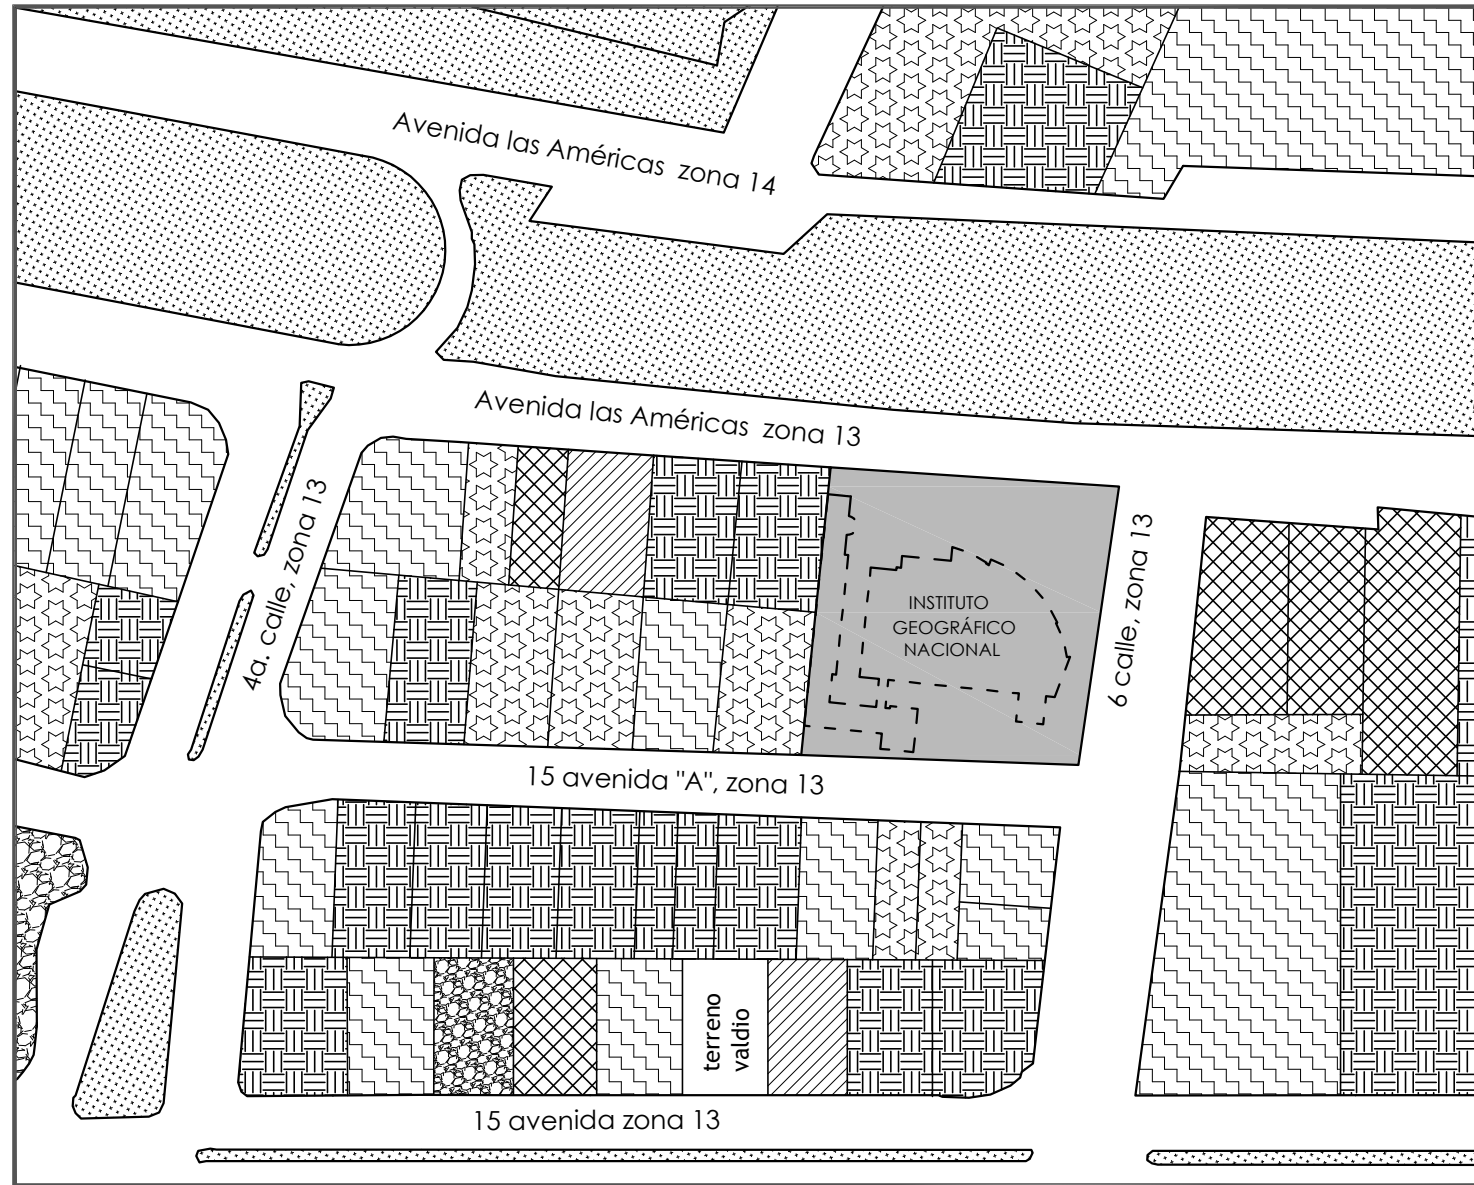 Avenida las Américas  zona 14
Avenida las Américas  zona 13
4a. calle, zona 13
6 calle, zona 13
INSTITUTO
GEOGRÁFICO
NACIONAL
15 avenida "A", zona 13
terreno
valdio
15 avenida zona 13